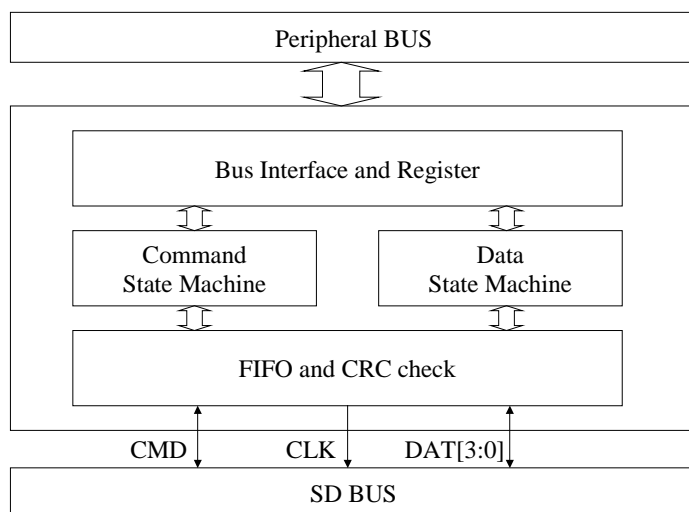 Peripheral BUS
Bus Interface and Register
Command
State Machine
Data
State Machine
FIFO and CRC check
CMD
CLK
DAT[3:0]
SD BUS